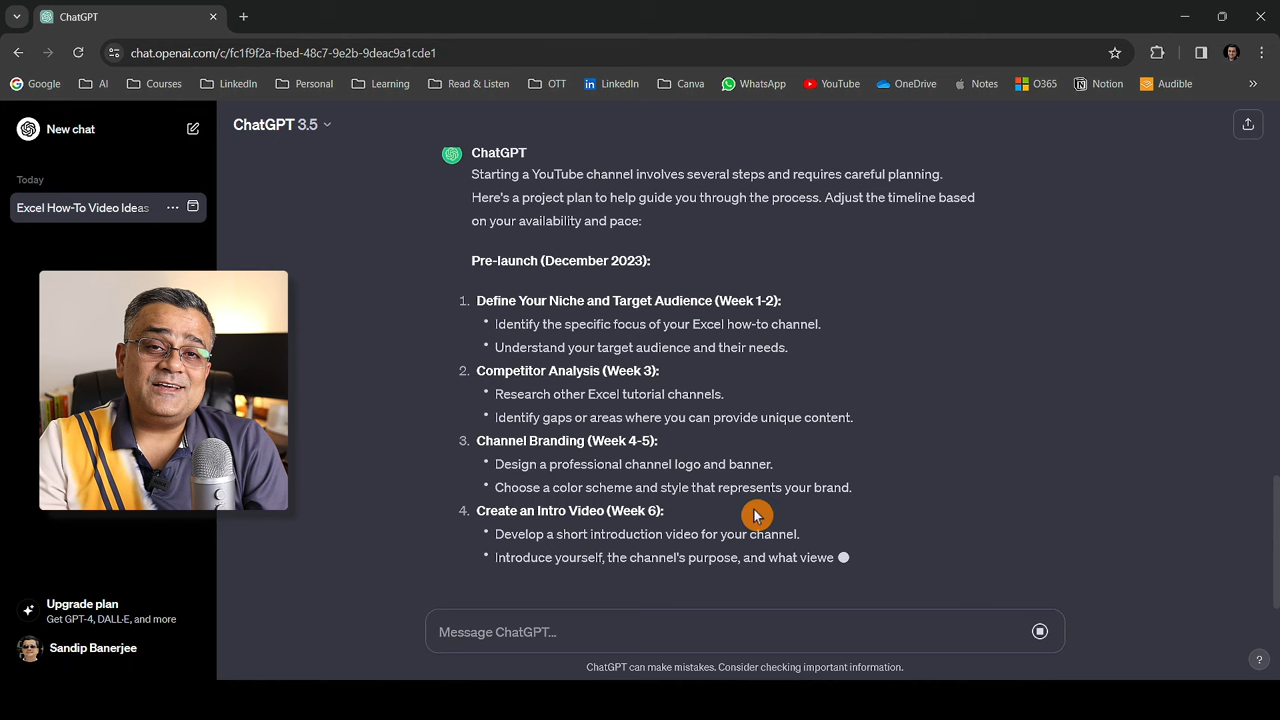 ChatGPT
chat.openai.com/c/fc1f9f2a-fbed-48c7-9e2b-9deac9a1cde1
Google AI Courses LinkedIn Personal Learning Read & Listen OTT LinkedIn Canva WhatsApp YouTube OneDrive Notes O365 Notion Audible
New chat
Today
Excel How-To Video Ideas
Upgrade plan
Get GPT-4, DALL·E, and more
Sandip Banerjee
ChatGPT 3.5
ChatGPT
Starting a YouTube channel involves several steps and requires careful planning.
Here's a project plan to help guide you through the process. Adjust the timeline based
on your availability and pace:
Pre-launch (December 2023):
1. Define Your Niche and Target Audience (Week 1-2):
• Identify the specific focus of your Excel how-to channel.
• Understand your target audience and their needs.
2. Competitor Analysis (Week 3):
• Research other Excel tutorial channels.
• Identify gaps or areas where you can provide unique content.
3. Channel Branding (Week 4-5):
• Design a professional channel logo and banner.
• Choose a color scheme and style that represents your brand.
4. Create an Intro Video (Week 6):
• Develop a short introduction video for your channel.
• Introduce yourself, the channel's purpose, and what viewe
Message ChatGPT...
ChatGPT can make mistakes. Consider checking important information.
?